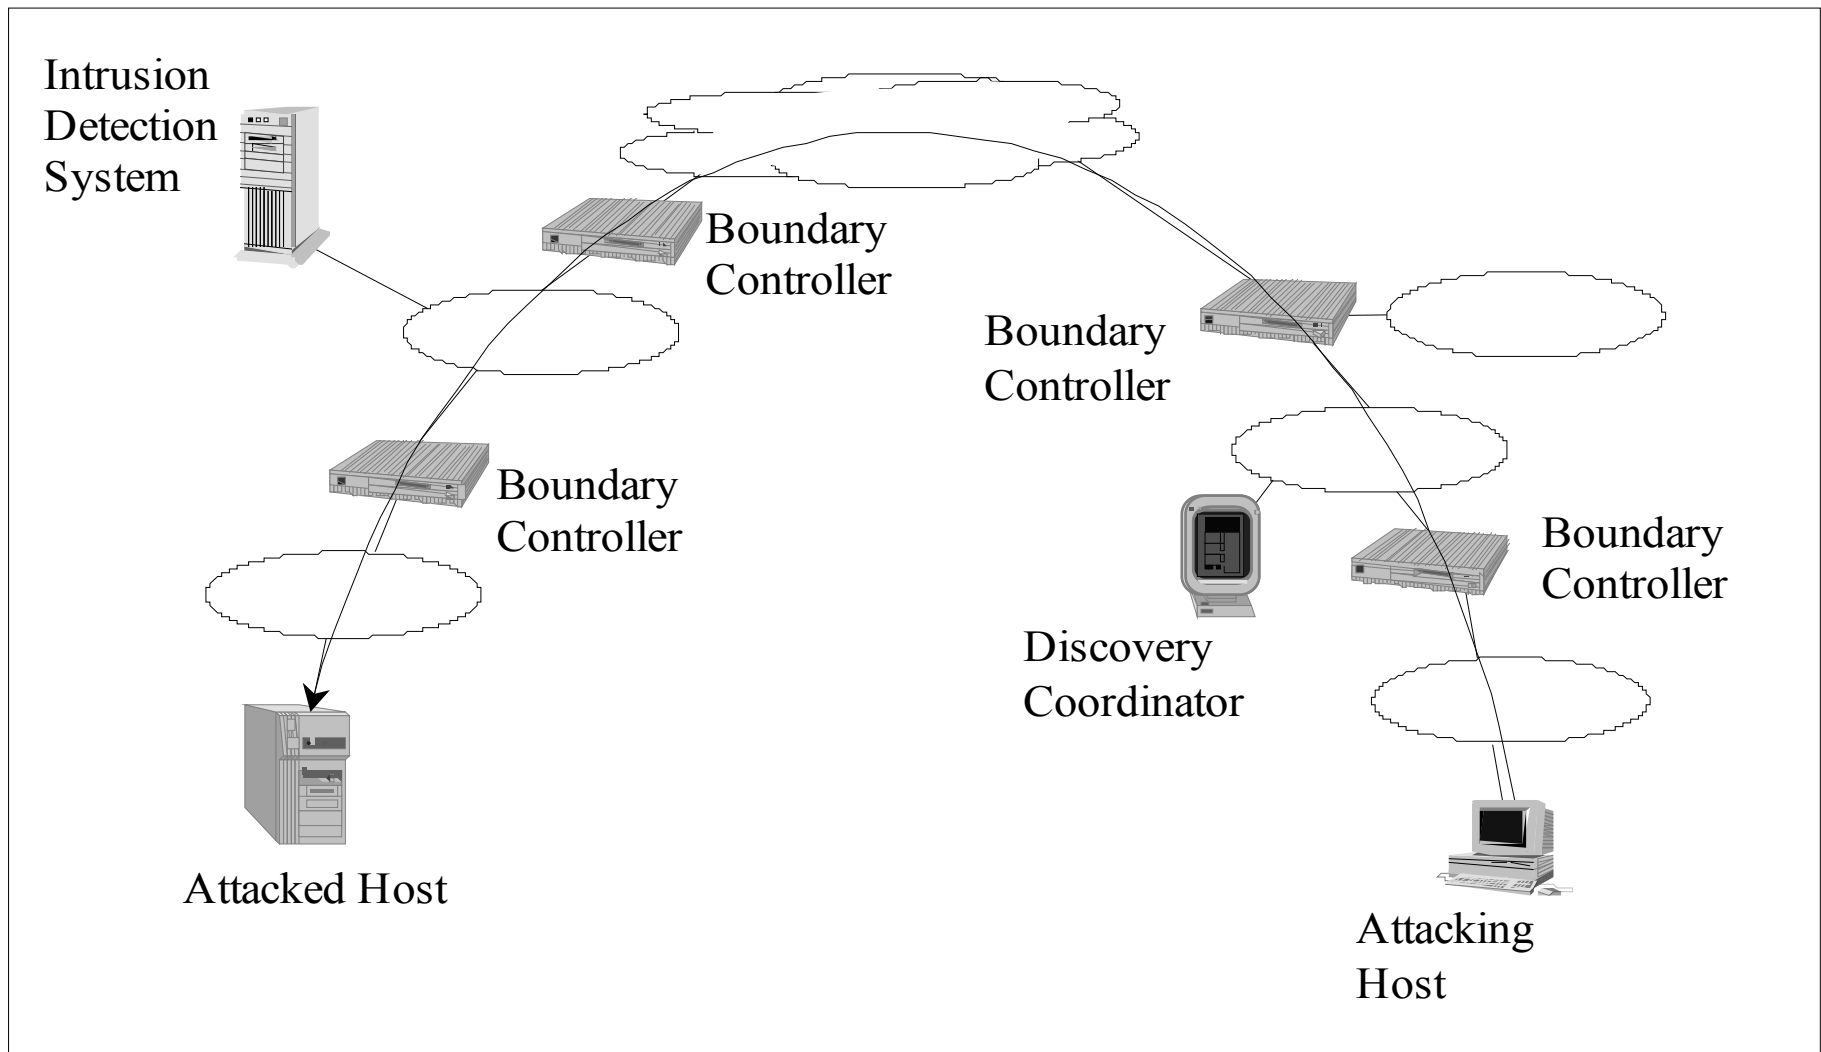 Intrusion
Detection
System
Boundary
Controller
Boundary
Controller
Boundary
Controller
Boundary
Controller
Discovery
Coordinator
Attacked Host
Attacking
Host